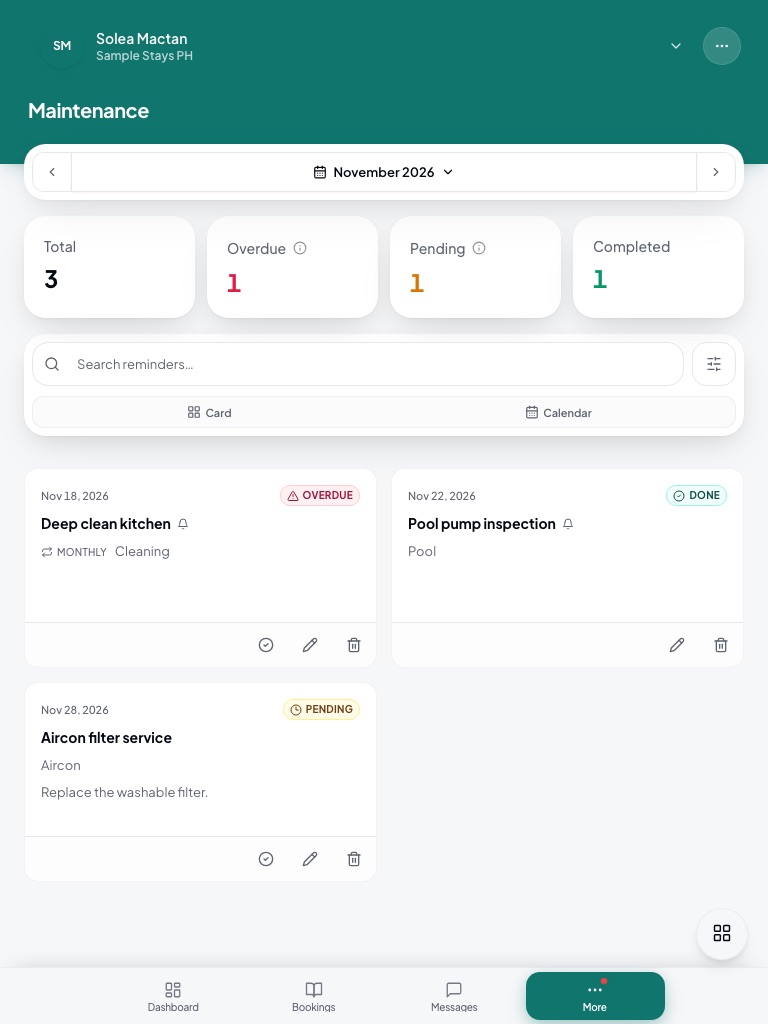 SM
Solea Mactan
Sample Stays PH
Maintenance
November 2026
Total
3
Overdue
1
Pending
1
Completed
1
Search reminders...
Card
Calendar
Nov 18, 2026
OVERDUE
Deep clean kitchen
MONTHLY Cleaning
Nov 22, 2026
DONE
Pool pump inspection
Pool
Nov 28, 2026
PENDING
Aircon filter service
Aircon
Replace the washable filter.
Dashboard
Bookings
Messages
More